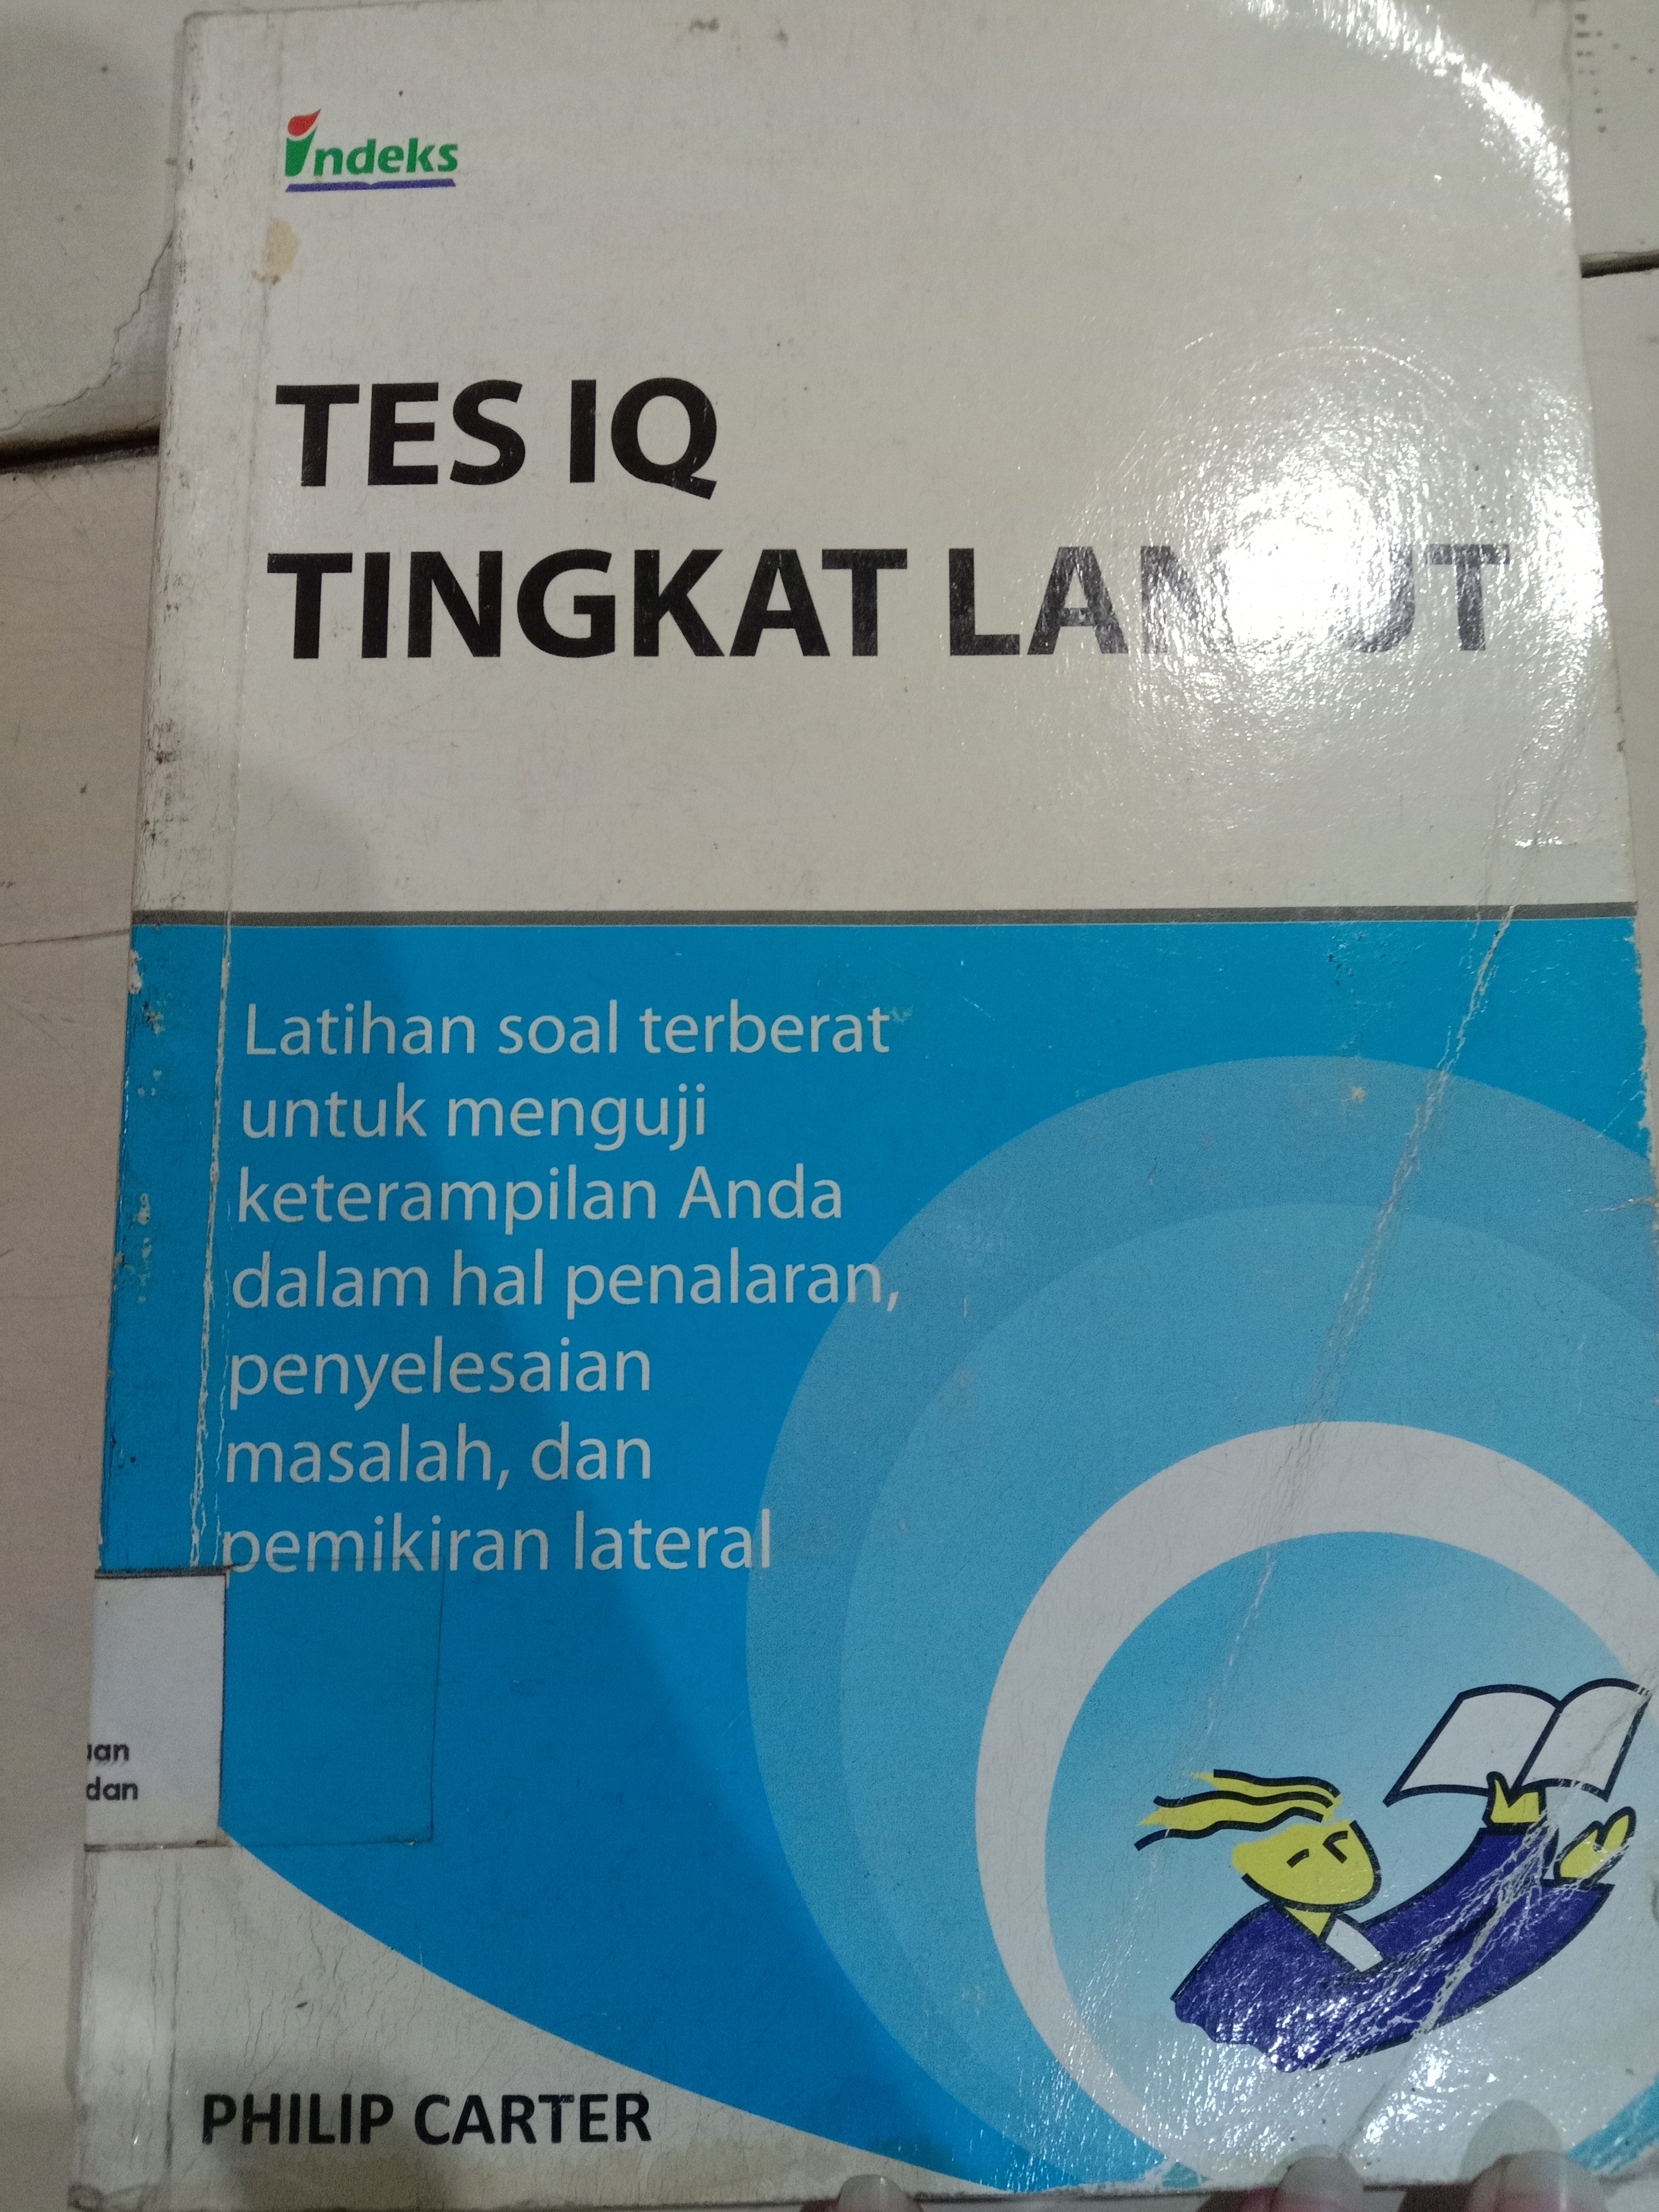 indeks
TES IQ
TINGKAT LANJUT
Latihan soal terberat
untuk menguji
keterampilan Anda
dalam hal penalaran,
penyelesaian
masalah, dan
pemikiran lateral
dan
PHILIP CARTER